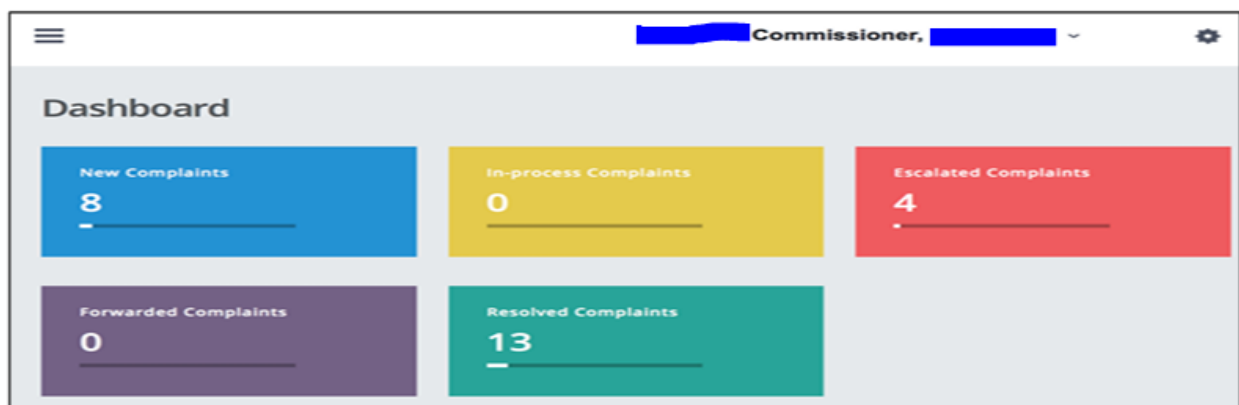 Commissioner,
Dashboard
New Complaints
8
In-process Complaints
0
Escalated Complaints
4
Forwarded Complaints
0
Resolved Complaints
13